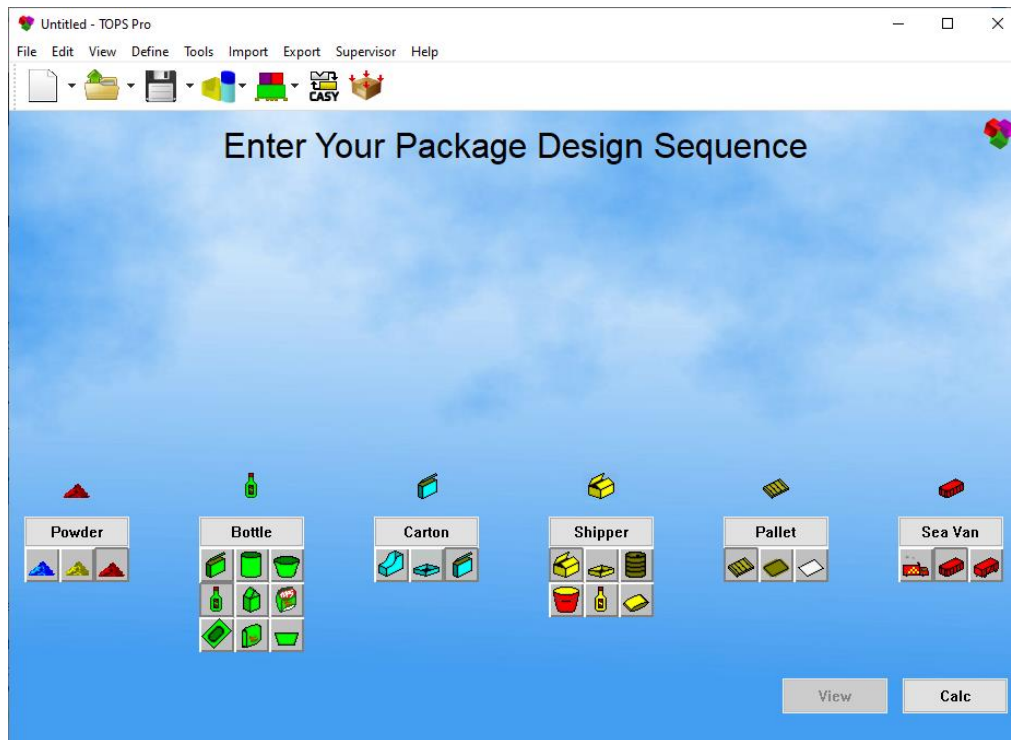 Untitled - TOPS Pro
File Edit View Define Tools Import Export Supervisor Help
CASY
Enter Your Package Design Sequence
Powder Bottle Carton Shipper Pallet Sea Van
View Calc